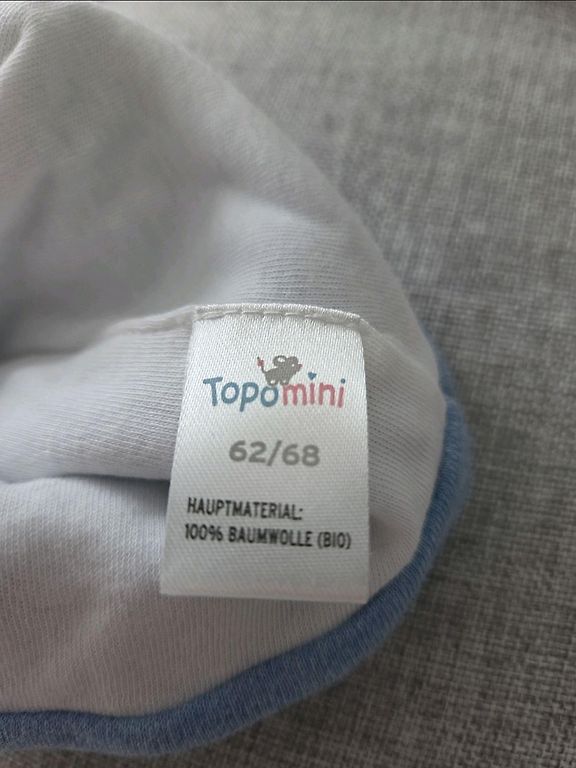 Topomini
62/68
HAUPTMATERIAL:
100% BAUMWOLLE (BIO)